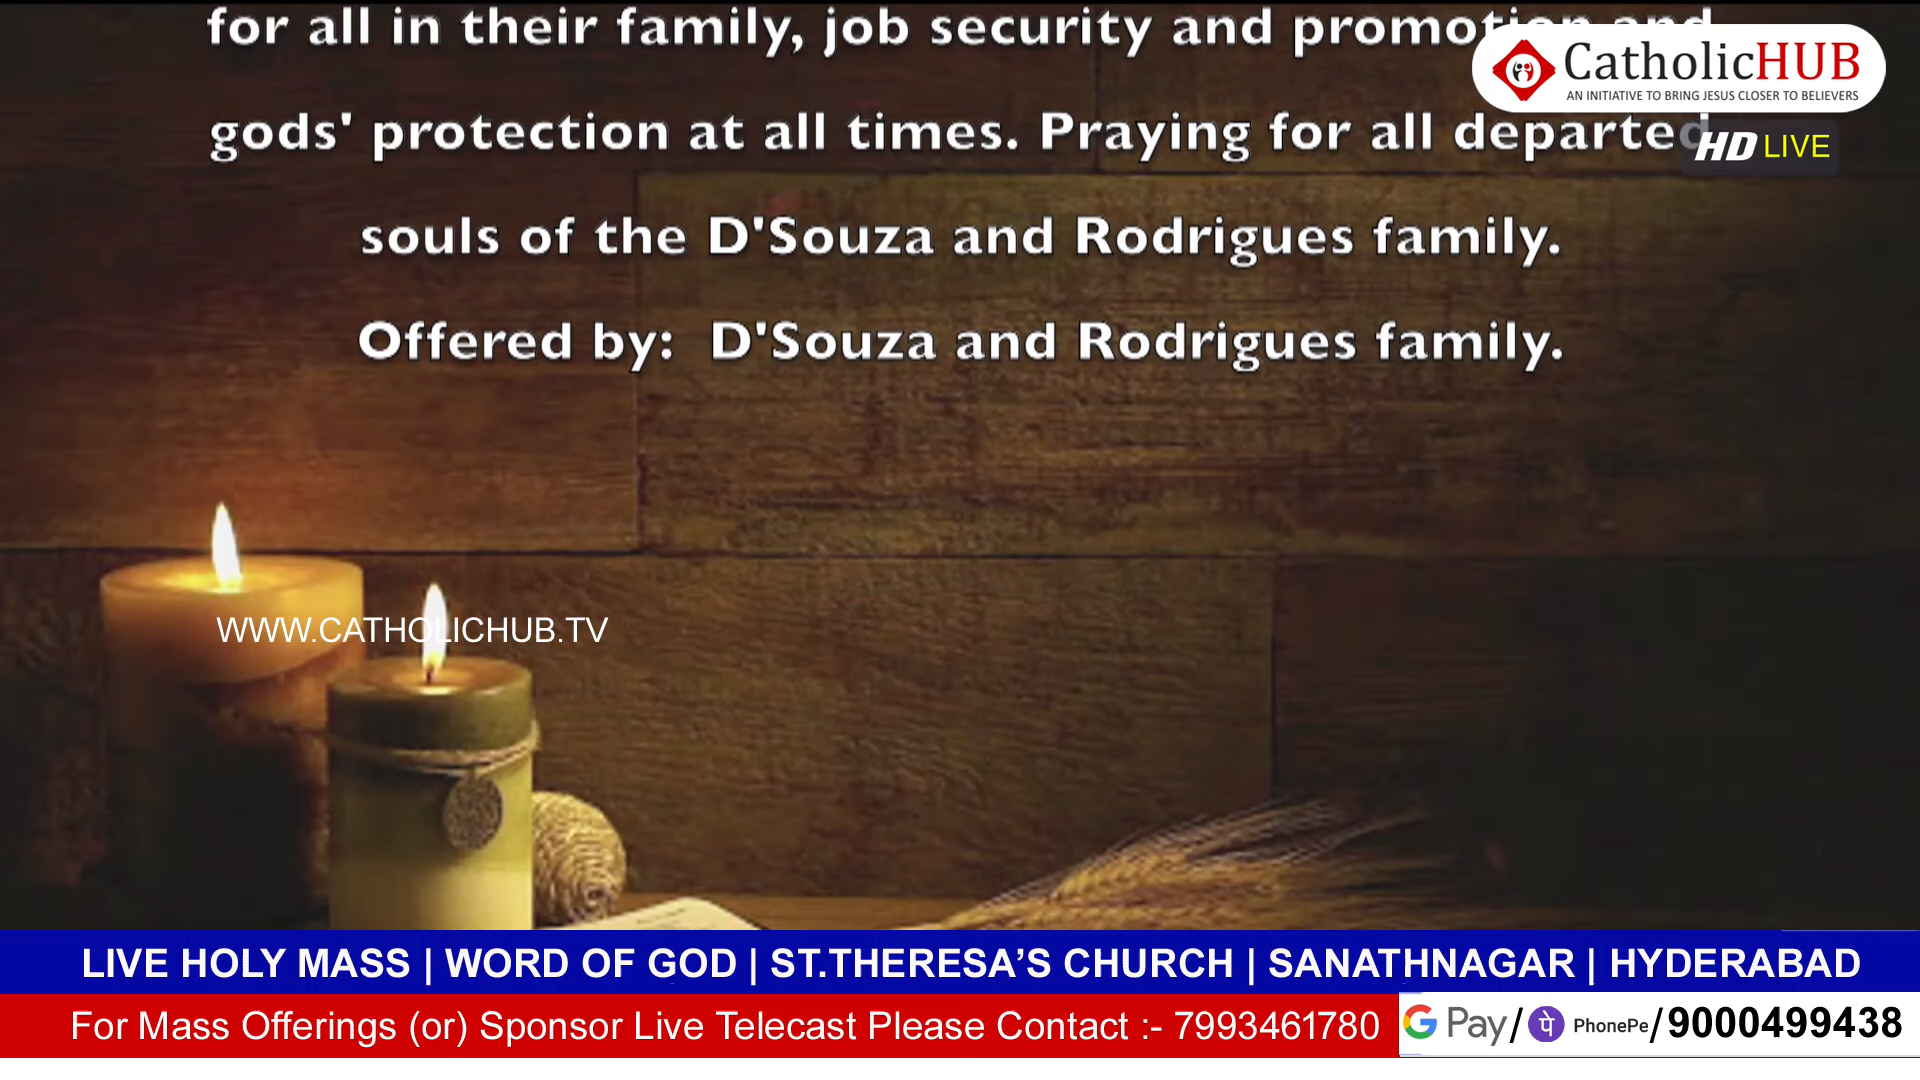 for all in their family, job security and promotion and
CatholicHUB
AN INITIATIVE TO BRING JESUS CLOSER TO BELIEVERS
gods' protection at all times. Praying for all departed
HD LIVE
souls of the D'Souza and Rodrigues family.
Offered by: D'Souza and Rodrigues family.
WWW.CATHOLICHUB.TV
LIVE HOLY MASS | WORD OF GOD | ST.THERESA’S CHURCH | SANATHNAGAR | HYDERABAD
For Mass Offerings (or) Sponsor Live Telecast Please Contact :- 7993461780
G Pay/ पे PhonePe/9000499438